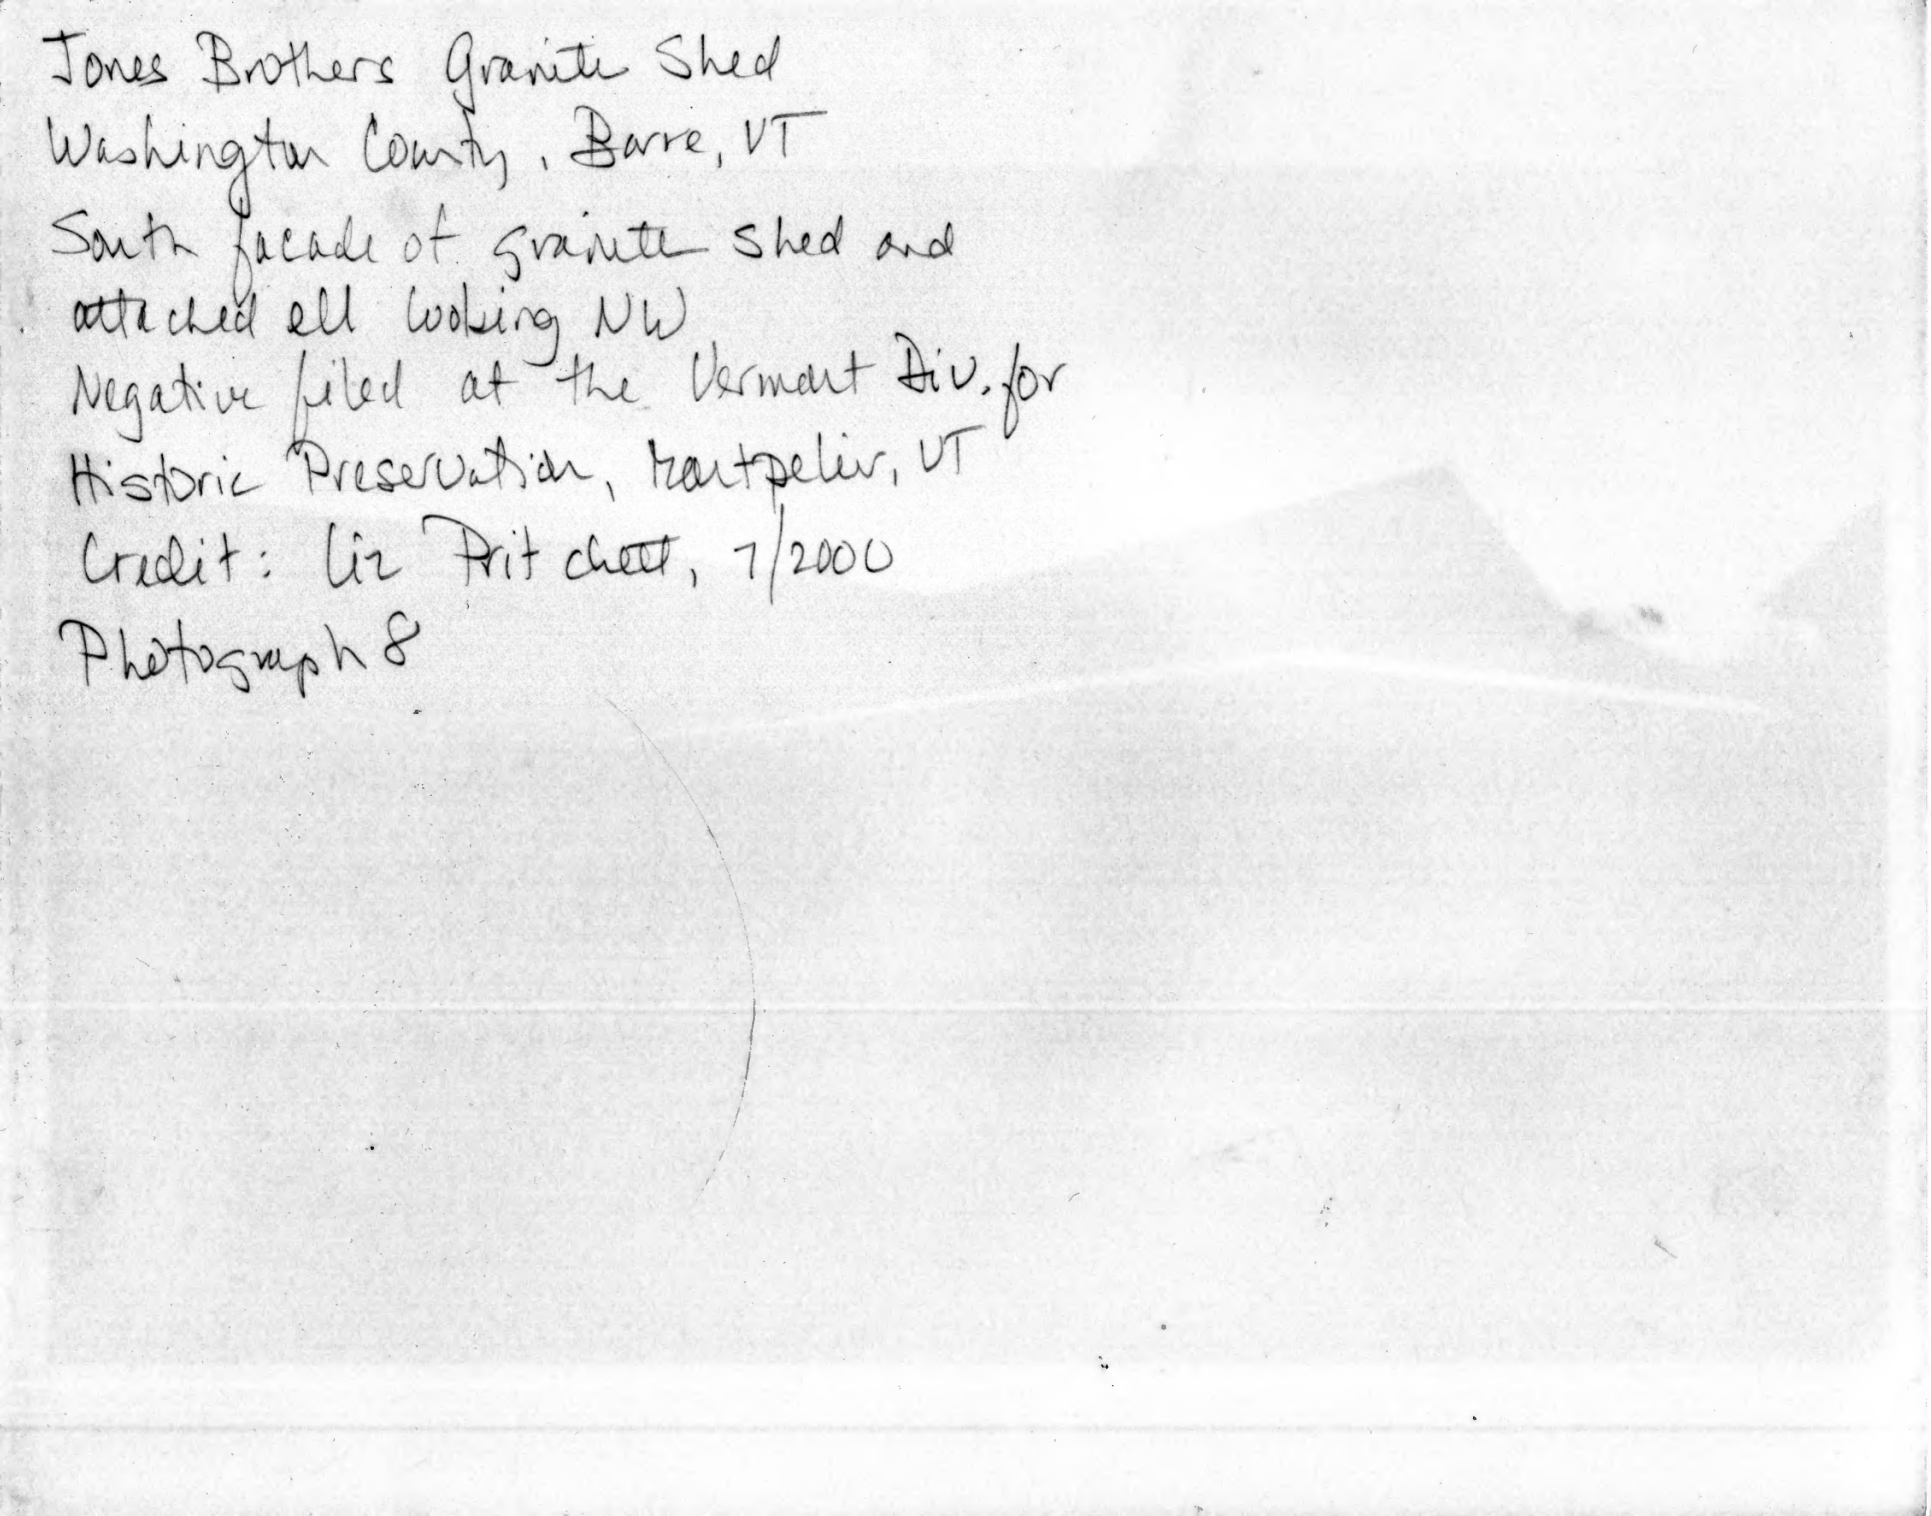 Jones Brothers Granite Shed
Washington County, Barre, VT
South facade of granite shed and
attached ell looking NW
Negative filed at the Vermont Div. for
Historic Preservation, Montpelier, VT
Credit: Liz Pritchett, 7/2000
Photograph 8